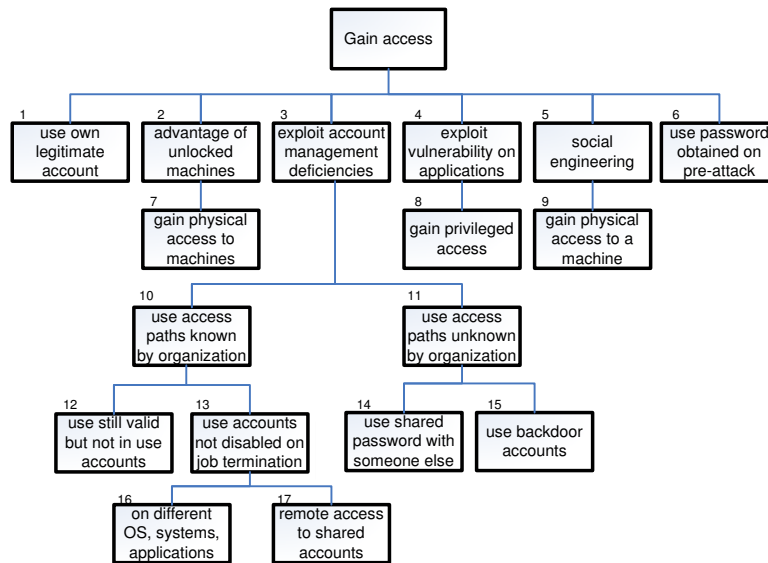 Gain access
1
use own
legitimate
account
2
advantage of
unlocked
machines
3
exploit account
management
deficiencies
4
exploit
vulnerability on
applications
5
social
engineering
6
use password
obtained on
pre-attack
7
gain physical
access to
machines
8
gain privileged
access
9
gain physical
access to a
machine
10
use access
paths known
by organization
11
use access
paths unknown
by organization
12
use still valid
but not in use
accounts
13
use accounts
not disabled on
job termination
14
use shared
password with
someone else
15
use backdoor
accounts
16
on different
OS, systems,
applications
17
remote access
to shared
accounts